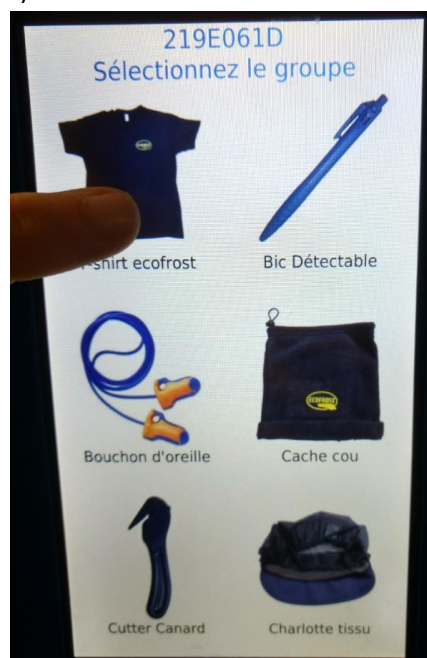 219E061D
Sélectionnez le groupe
-shirt ecofrost
Bic Détectable
ECOFROST
Bouchon d'oreille
Cache cou
Cutter Canard
Charlotte tissu